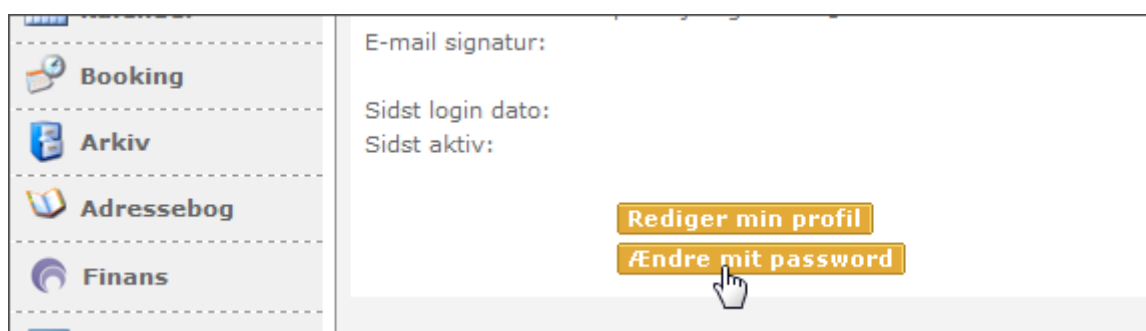 Booking
Arkiv
Adressebog
Finans
E-mail signatur:
Sidst login dato:
Sidst aktiv:
Rediger min profil
Ændre mit password